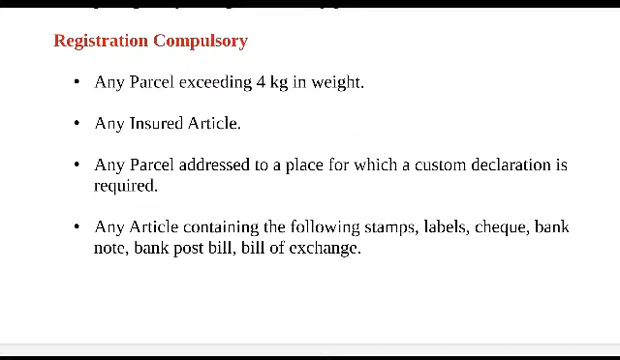 Registration Compulsory
• Any Parcel exceeding 4 kg in weight.
• Any Insured Article.
• Any Parcel addressed to a place for which a custom declaration is
required.
• Any Article containing the following stamps, labels, cheque, bank
note, bank post bill, bill of exchange.